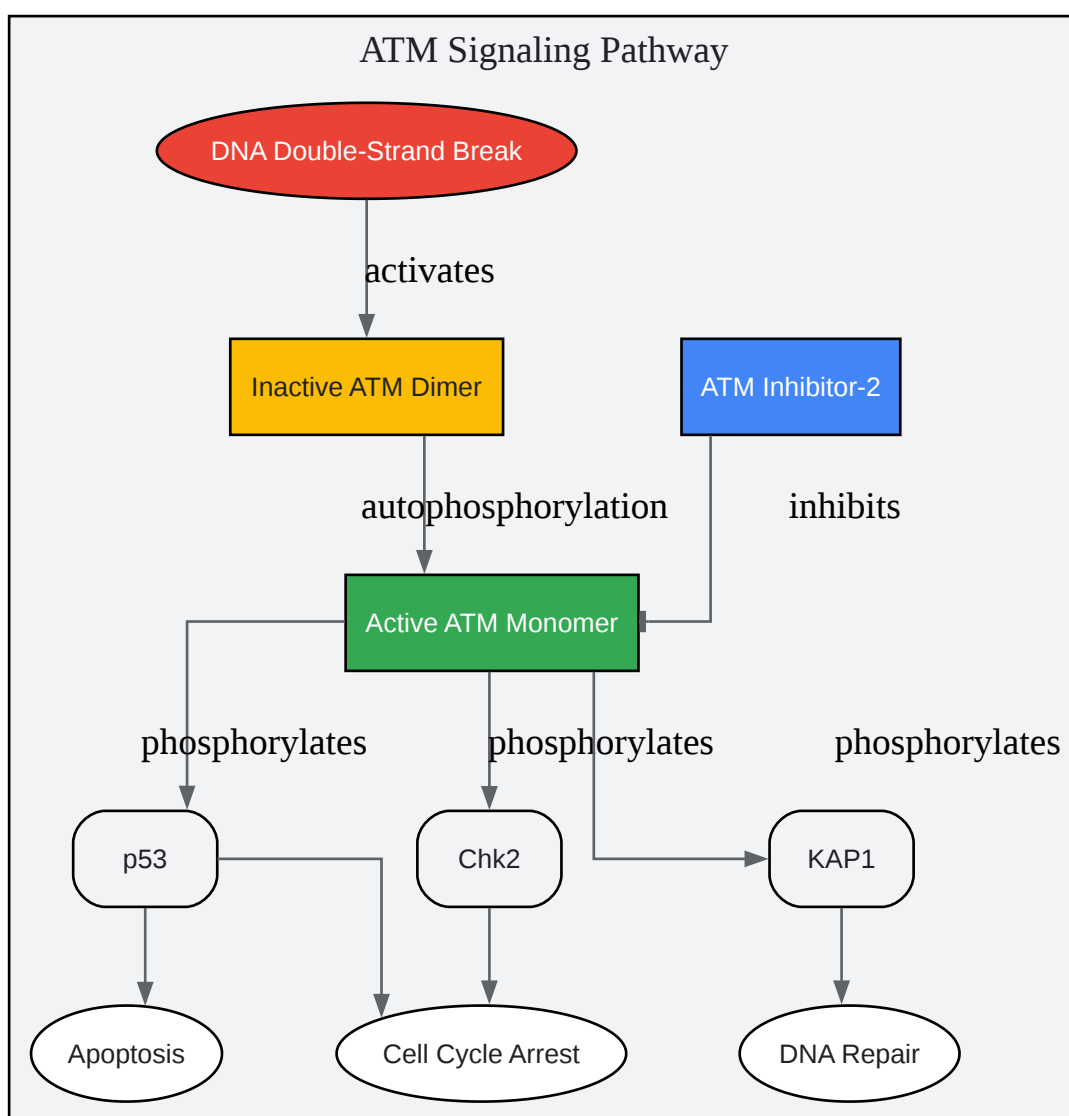 ATM Signaling Pathway
DNA Double-Strand Break
activates
Inactive ATM Dimer
ATM Inhibitor-2
autophosphorylation
inhibits
Active ATM Monomer
phosphorylates
phosphorylates
phosphorylates
p53
Chk2
KAP1
Apoptosis
Cell Cycle Arrest
DNA Repair